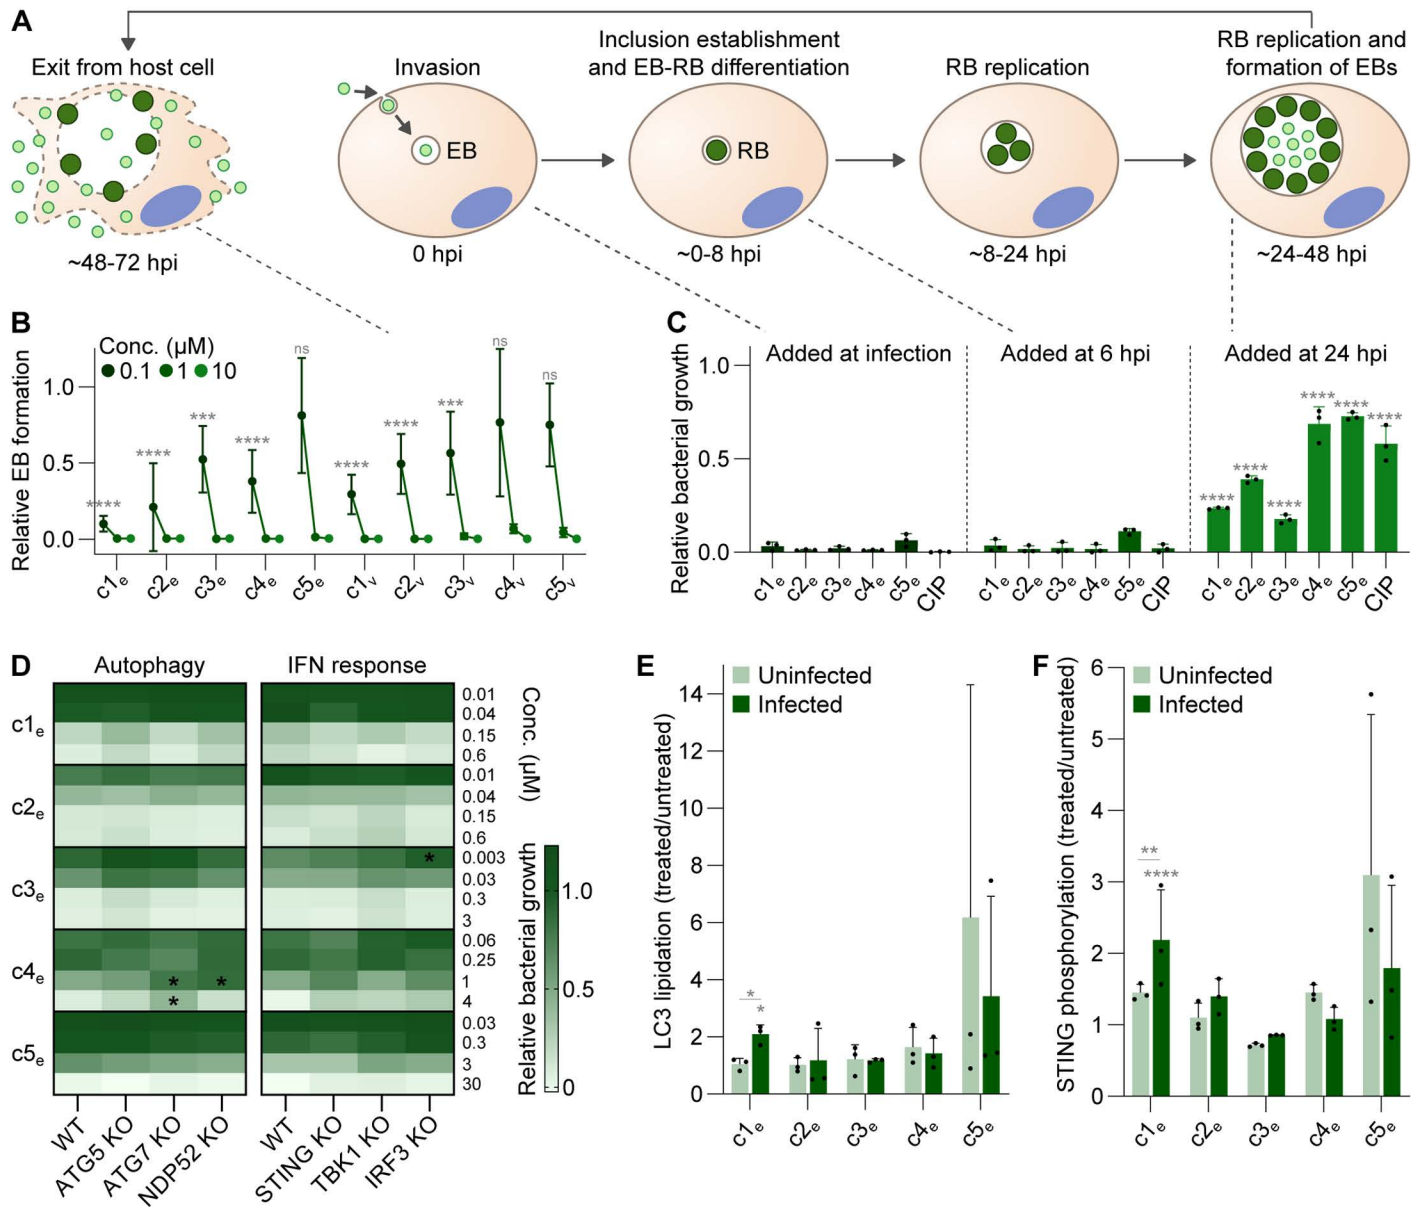 A
Exit from host cell
Invasion
Inclusion establishment
and EB-RB differentiation
RB replication
RB replication and
formation of EBs
EB
RB
~48-72 hpi
0 hpi
~0-8 hpi
~8-24 hpi
~24-48 hpi
B
Relative EB formation
Conc. (µM)
0.1 1 10
1.0
0.5
0.0
**** **** *** **** ns **** **** *** ns ns
c1e c2e c3e c4e c5e c1v c2v c3v c4v c5v
C
Relative bacterial growth
Added at infection
Added at 6 hpi
Added at 24 hpi
1.0
0.5
0.0
**** **** **** **** **** ****
c1e c2e c3e c4e c5e CIP c1e c2e c3e c4e c5e CIP c1e c2e c3e c4e c5e CIP
D
Autophagy
IFN response
Conc. (µM)
c1e
0.01
0.04
0.15
0.6
c2e
0.01
0.04
0.15
0.6
c3e
* 0.003
0.03
0.3
3
c4e
0.06
0.25
* * 1
* 4
c5e
0.03
0.3
3
30
WT ATG5 KO ATG7 KO NDP52 KO
WT STING KO TBK1 KO IRF3 KO
Relative bacterial growth
1.0
0.5
0
E
LC3 lipidation (treated/untreated)
Uninfected
Infected
14
12
10
8
6
4
2
0
*
*
c1e c2e c3e c4e c5e
F
STING phosphorylation (treated/untreated)
Uninfected
Infected
6
5
4
3
2
1
0
**
****
c1e c2e c3e c4e c5e